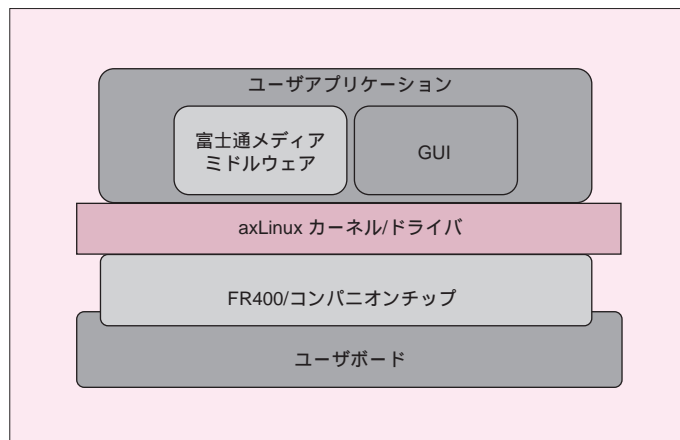 ユーザアプリケーション
富士通メディア
ミドルウェア
GUI
axLinux カーネル/ドライバ
FR400/コンパニオンチップ
ユーザボード